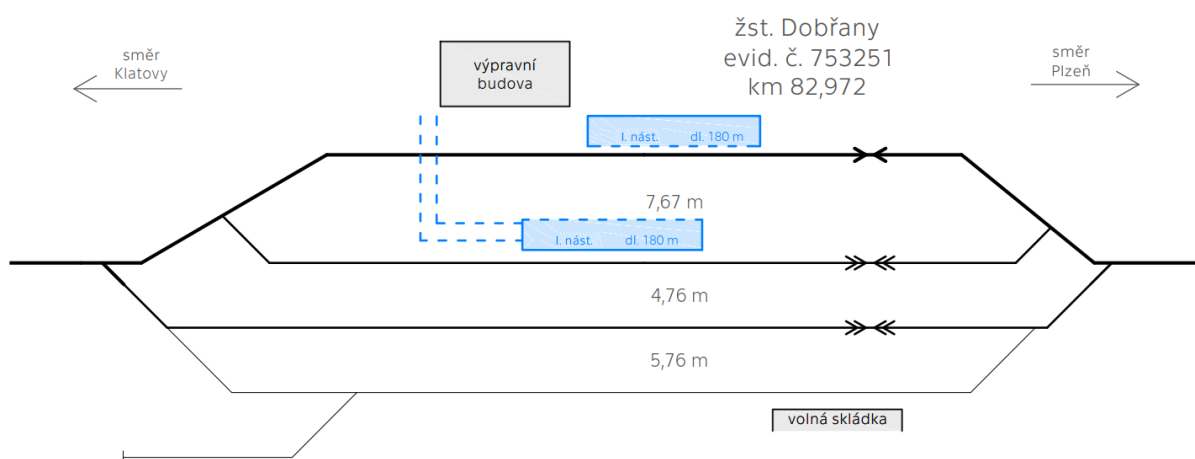 žst. Dobřany
evid. č. 753251
km 82,972
směr
Klatovy
výpravní
budova
směr
Plzeň
I. nást. dl. 180 m
7,67 m
I. nást. dl. 180 m
4,76 m
5,76 m
volná skládka